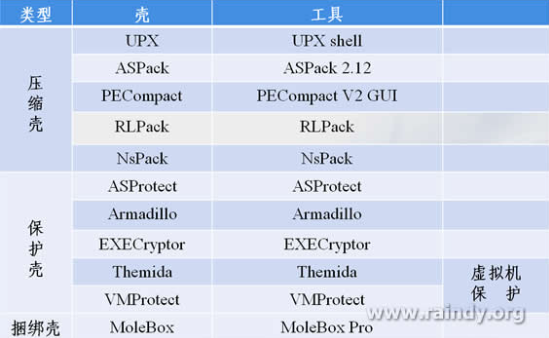 类型 壳 工具
压缩壳
UPX UPX shell
ASPack ASPack 2.12
PECompact PECompact V2 GUI
RLPack RLPack
NsPack NsPack
保护壳
ASProtect ASProtect
Armadillo Armadillo
EXECryptor EXECryptor
Themida Themida
VMProtect VMProtect
虚拟机
保 护
捆绑壳 MoleBox MoleBox Pro
www.raindy.org